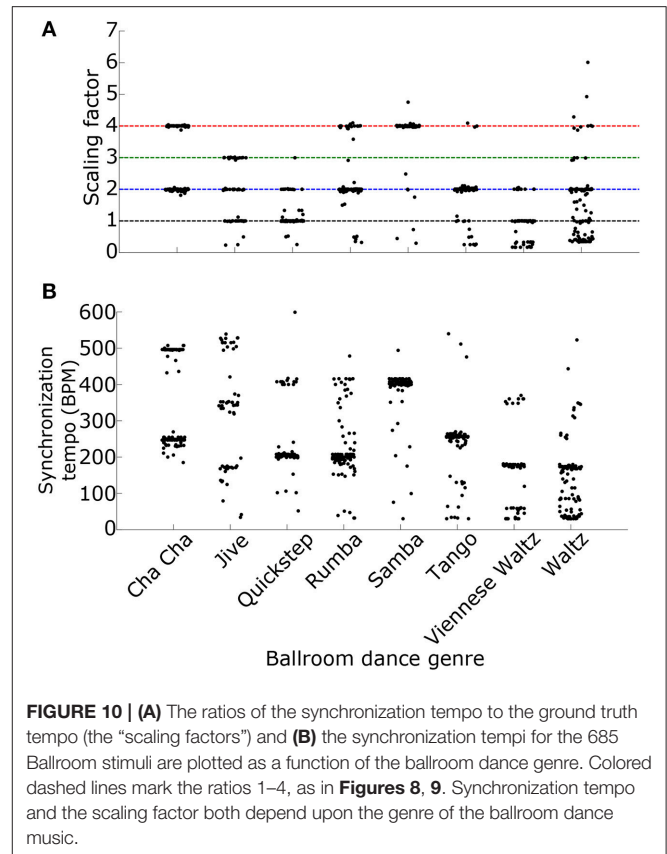 A
7
6
5
4
3
2
1
0
Scaling factor
B
600
500
400
300
200
100
0
Synchronization
tempo (BPM)
Cha Cha
Jive
Quickstep
Rumba
Samba
Tango
Viennese Waltz
Waltz
Ballroom dance genre
FIGURE 10 | (A) The ratios of the synchronization tempo to the ground truth
tempo (the “scaling factors”) and (B) the synchronization tempi for the 685
Ballroom stimuli are plotted as a function of the ballroom dance genre. Colored
dashed lines mark the ratios 1–4, as in Figures 8, 9. Synchronization tempo
and the scaling factor both depend upon the genre of the ballroom dance
music.